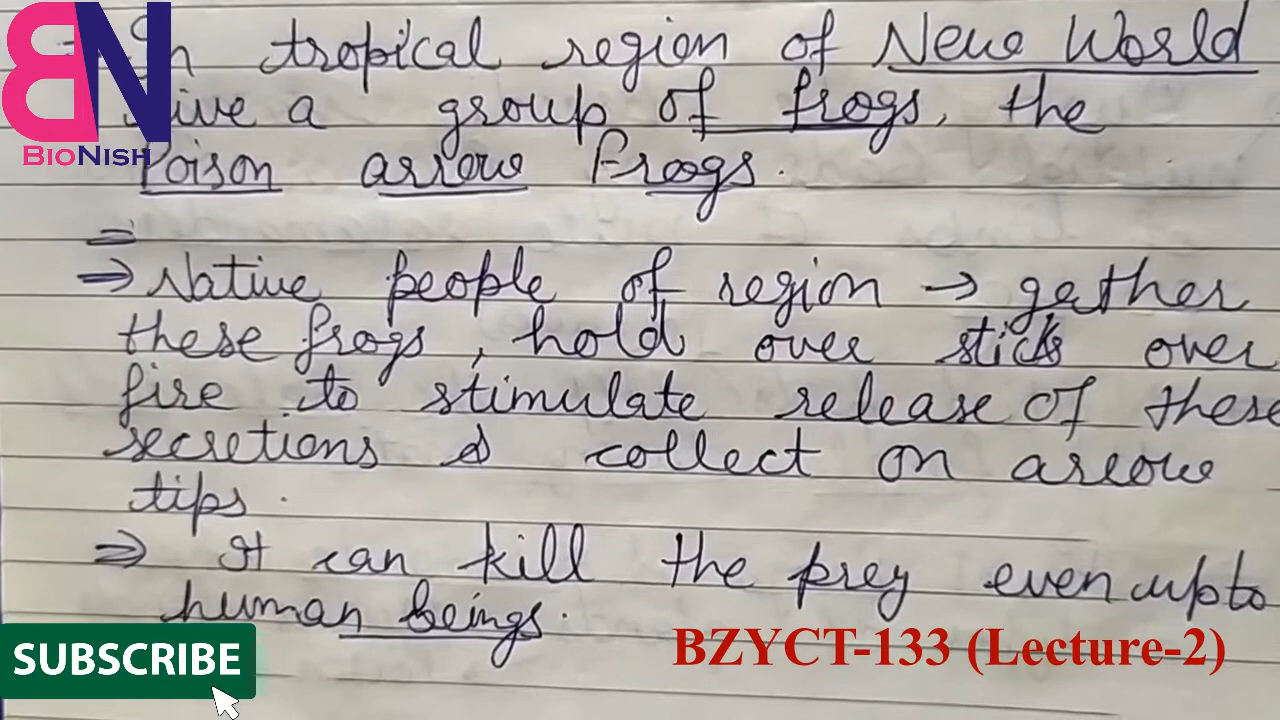 BN
BIONISH
In tropical region of New World
live a group of frogs, the
Poison arrow Frogs.
⇒ Native people of region → gather
these frogs, hold over sticks over
fire to stimulate release of these
secretions & collect on arrow
tips.
⇒ It can kill the prey even upto
human beings.
SUBSCRIBE
BZYCT-133 (Lecture-2)